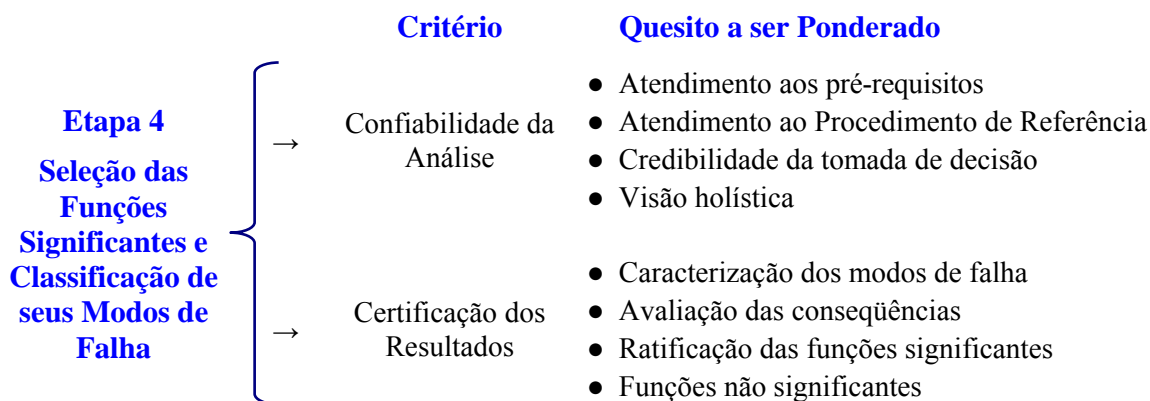 Critério
Quesito a ser Ponderado
Etapa 4
Seleção das
Funções
Significantes e
Classificação de
seus Modos de
Falha
→
Confiabilidade da
Análise
● Atendimento aos pré-requisitos
● Atendimento ao Procedimento de Referência
● Credibilidade da tomada de decisão
● Visão holística
→
Certificação dos
Resultados
● Caracterização dos modos de falha
● Avaliação das conseqüências
● Ratificação das funções significantes
● Funções não significantes